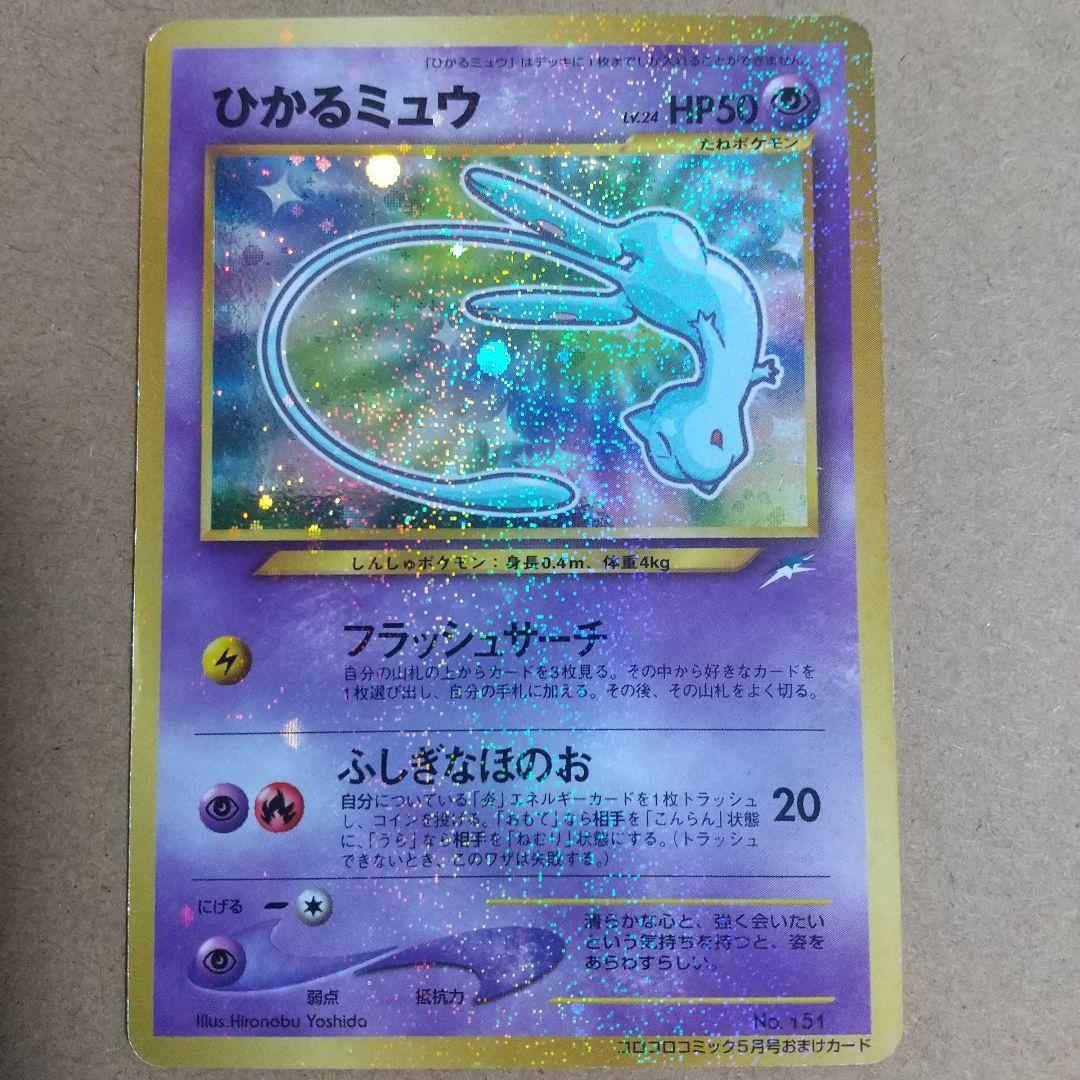 「ひかるミュウ」はデッキに1枚までしか入れることができません。
ひかるミュウ
LV.24 HP50
たねポケモン
しんしゅポケモン：身長0.4m、体重4kg
フラッシュサーチ
自分の山札の上からカードを3枚見る。その中から好きなカードを
1枚選び出し、自分の手札に加える。その後、その山札をよく切る。
ふしぎなほのお
自分についている「炎」エネルギーカードを1枚トラッシュ
し、コインを投げる。「おもて」なら相手を「こんらん」状態
に、「うら」なら相手を「ねむり」状態にする。（トラッシュ
できないとき、このワザは失敗する。）
20
にげる
弱点 抵抗力
清らかな心と、強く会いたい
という気持ちを持つと、姿を
あらわすらしい。
Illus.Hironobu Yoshida
No. 151
コロコロコミック5月号おまけカード